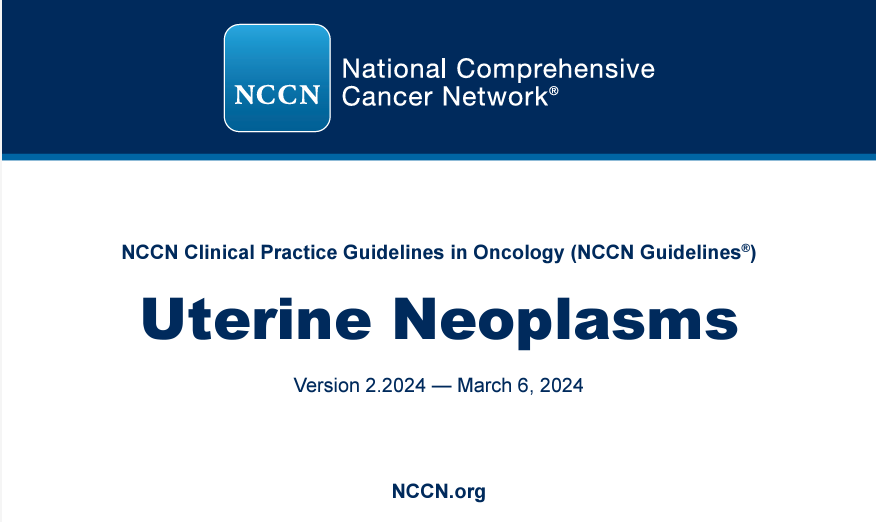 NCCN
National Comprehensive
Cancer Network®
NCCN Clinical Practice Guidelines in Oncology (NCCN Guidelines®)
Uterine Neoplasms
Version 2.2024 — March 6, 2024
NCCN.org